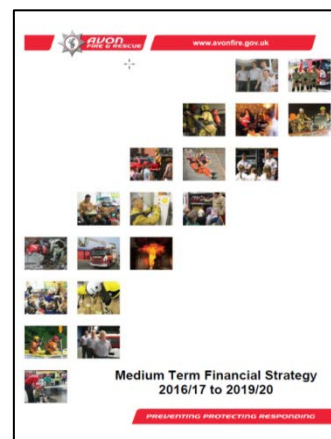 AVON
FIRE & RESCUE
www.avonfire.gov.uk
Medium Term Financial Strategy
2016/17 to 2019/20
PREVENTING PROTECTING RESPONDING